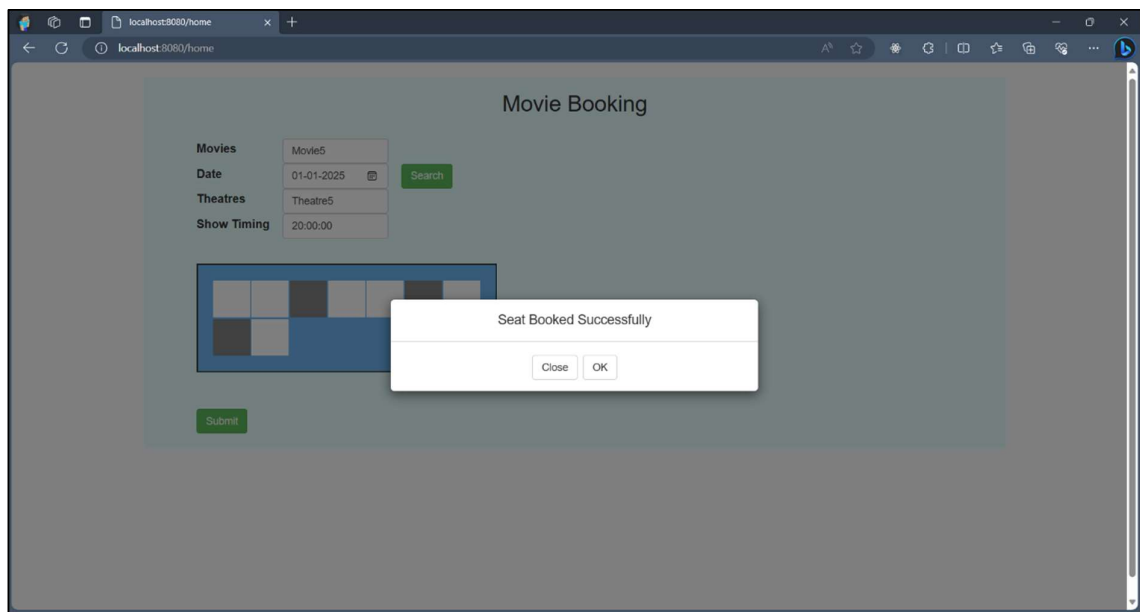 localhost:8080/home
localhost:8080/home
Movie Booking
Movies Movie5
Date 01-01-2025 Search
Theatres Theatre5
Show Timing 20:00:00
Seat Booked Successfully
Close OK
Submit